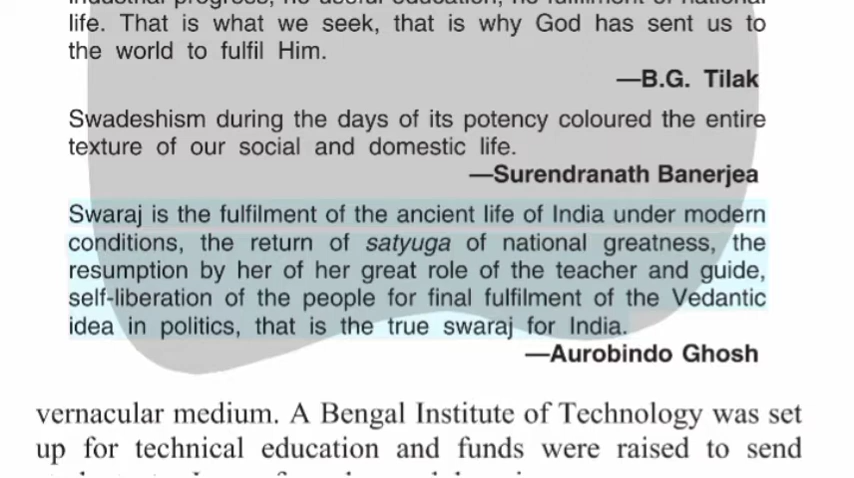 life. That is what we seek, that is why God has sent us to
the world to fulfil Him.
—B.G. Tilak
Swadeshism during the days of its potency coloured the entire
texture of our social and domestic life.
—Surendranath Banerjea
Swaraj is the fulfilment of the ancient life of India under modern
conditions, the return of satyuga of national greatness, the
resumption by her of her great role of the teacher and guide,
self-liberation of the people for final fulfilment of the Vedantic
idea in politics, that is the true swaraj for India.
—Aurobindo Ghosh
vernacular medium. A Bengal Institute of Technology was set
up for technical education and funds were raised to send